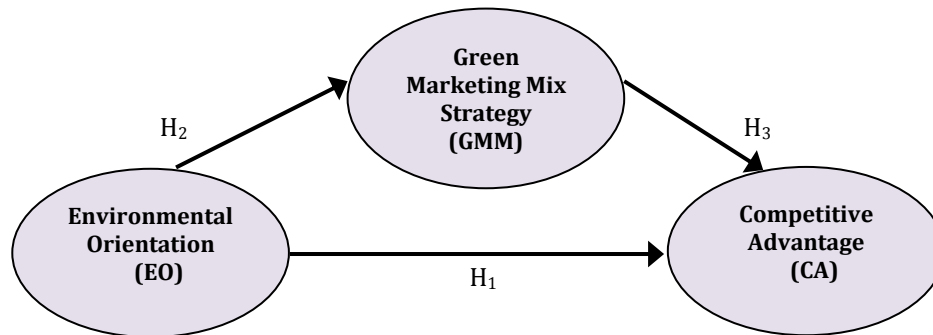 Green
Marketing Mix
Strategy
(GMM)
H₂
H₃
Environmental
Orientation
(EO)
Competitive
Advantage
(CA)
H₁